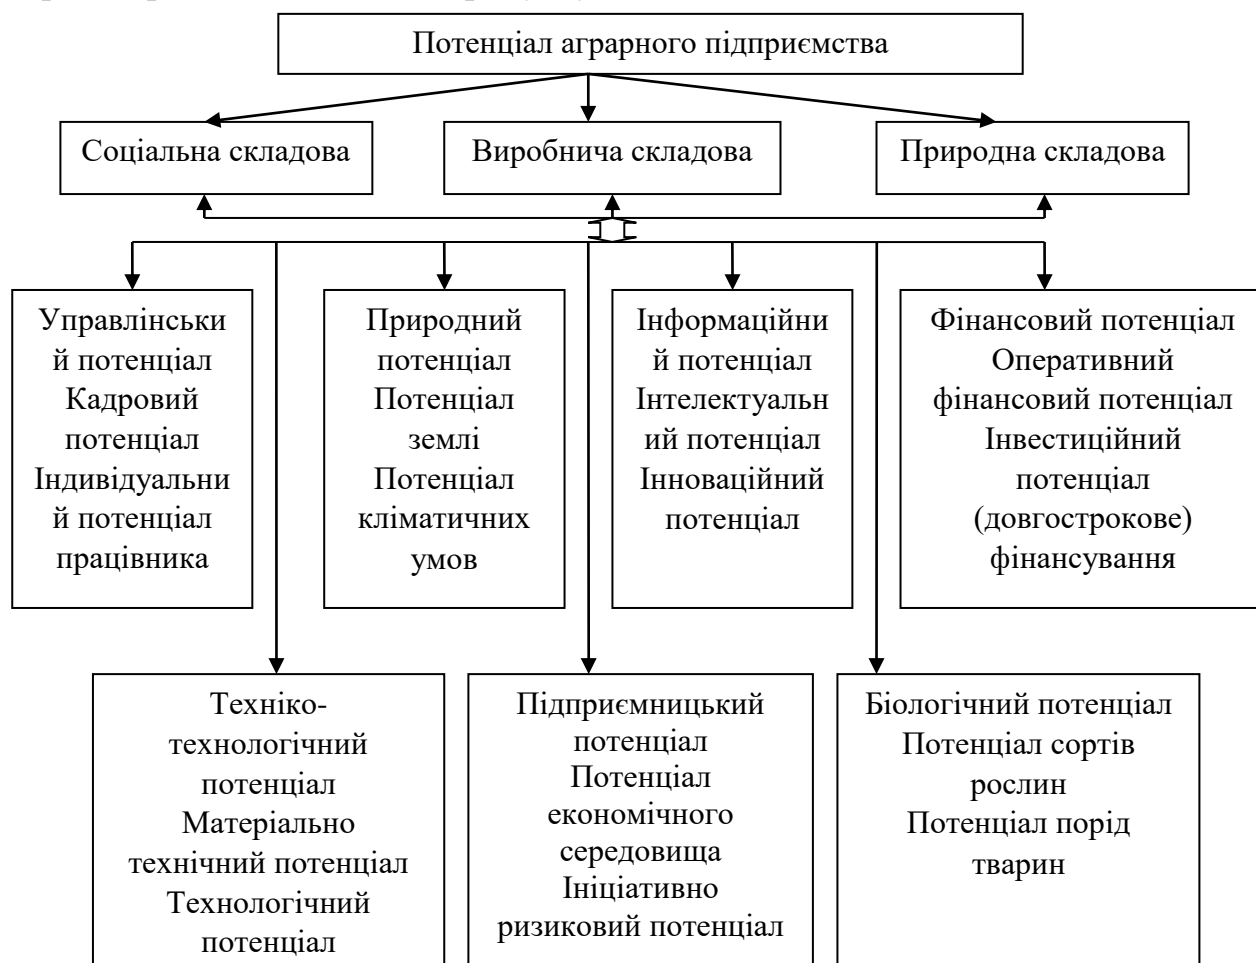 Потенціал аграрного підприємства
Соціальна складова
Виробнича складова
Природна складова
Управлінськи
й потенціал
Кадровий
потенціал
Індивідуальни
й потенціал
працівника
Природний
потенціал
Потенціал
землі
Потенціал
кліматичних
умов
Інформаційни
й потенціал
Інтелектуальн
ий потенціал
Інноваційний
потенціал
Фінансовий потенціал
Оперативний
фінансовий потенціал
Інвестиційний
потенціал
(довгострокове)
фінансування
Техніко-
технологічний
потенціал
Матеріально
технічний потенціал
Технологічний
потенціал
Підприємницький
потенціал
Потенціал
економічного
середовища
Ініціативно
ризиковий потенціал
Біологічний потенціал
Потенціал сортів
рослин
Потенціал порід
тварин